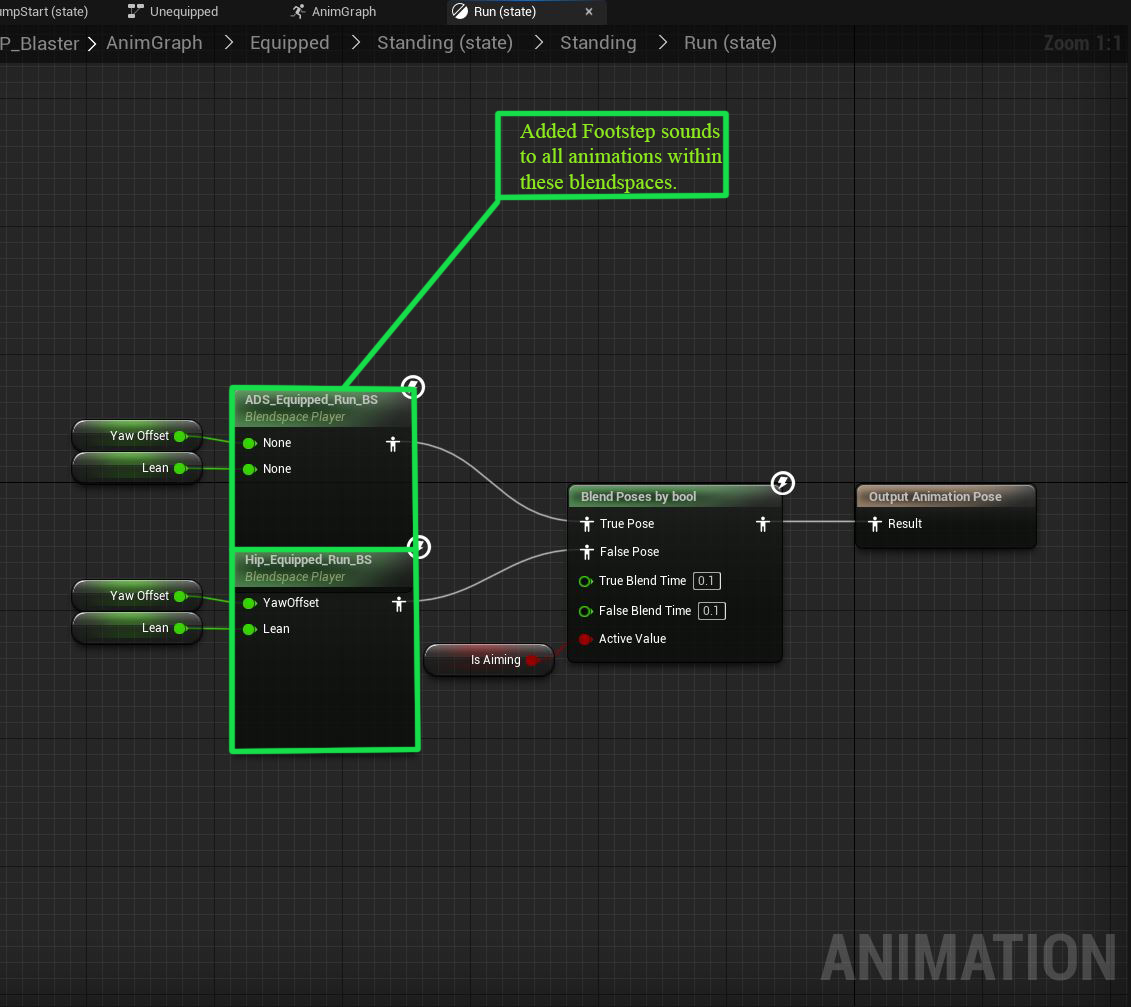 umpStart (state) Unequipped AnimGraph Run (state)
P_Blaster > AnimGraph > Equipped > Standing (state) > Standing > Run (state)
Zoom 1:1
Added Footstep sounds
to all animations within
these blendspaces.
ADS_Equipped_Run_BS
Blendspace Player
Yaw Offset
None
Lean
None
Hip_Equipped_Run_BS
Blendspace Player
Yaw Offset
YawOffset
Lean
Lean
Is Aiming
Blend Poses by bool
True Pose
False Pose
True Blend Time 0.1
False Blend Time 0.1
Active Value
Output Animation Pose
Result
ANIMATION